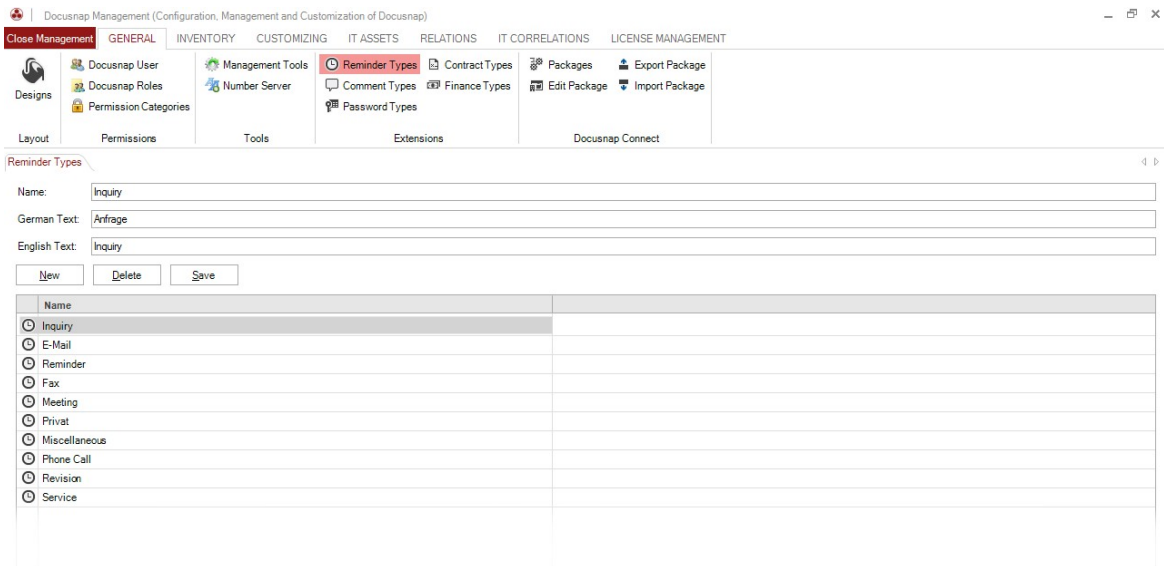 Docusnap Management (Configuration, Management and Customization of Docusnap)
Close Management GENERAL INVENTORY CUSTOMIZING IT ASSETS RELATIONS IT CORRELATIONS LICENSE MANAGEMENT
Designs
Layout
Docusnap User
Docusnap Roles
Permission Categories
Permissions
Management Tools
Number Server
Tools
Reminder Types Contract Types
Comment Types Finance Types
Password Types
Extensions
Packages Export Package
Edit Package Import Package
Docusnap Connect
Reminder Types
Name: Inquiry
German Text: Anfrage
English Text: Inquiry
New Delete Save
Name
Inquiry
E-Mail
Reminder
Fax
Meeting
Privat
Miscellaneous
Phone Call
Revision
Service